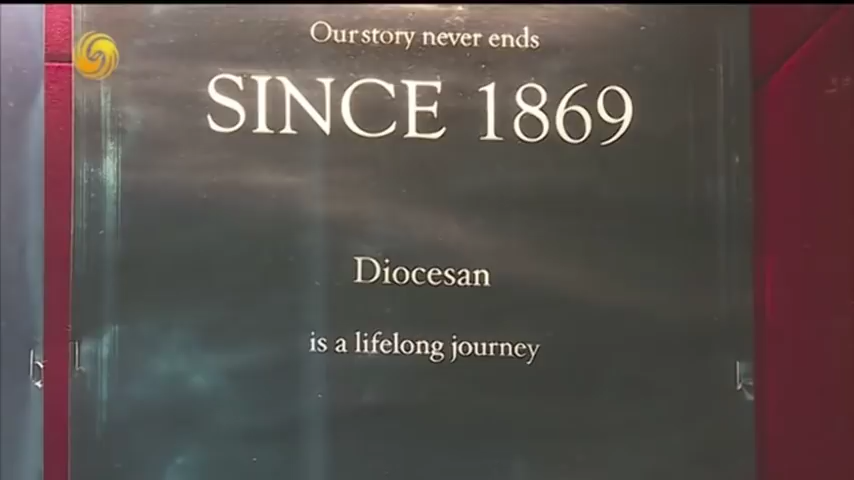 Our story never ends
SINCE 1869
Diocesan
is a lifelong journey